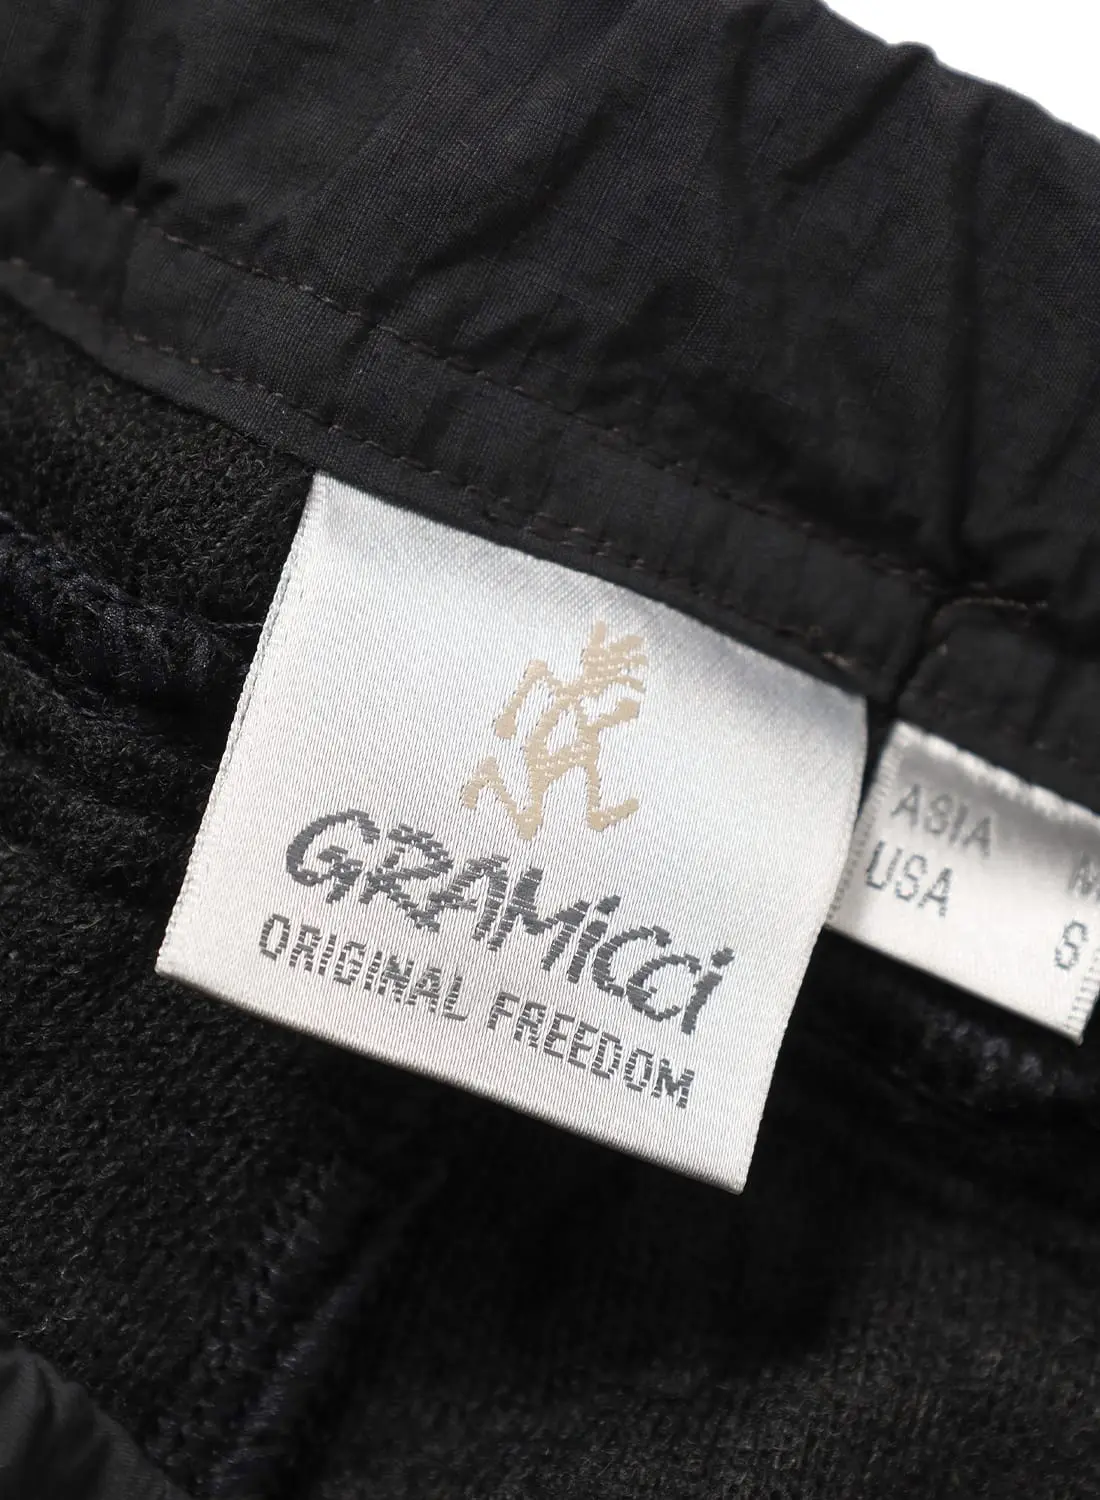 GRAMiCCi
ORIGINAL FREEDOM
ASIA M
USA S